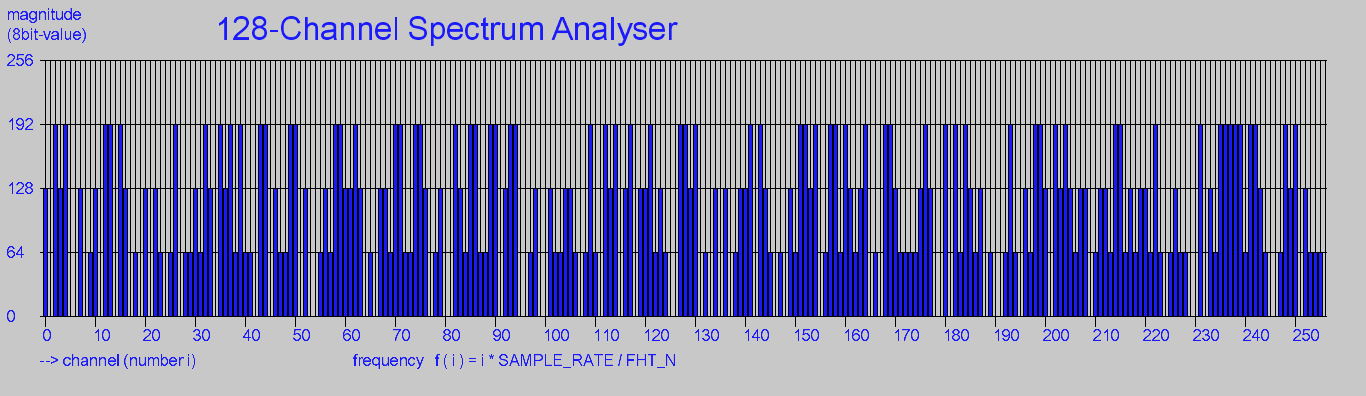 magnitude
(8bit-value)
128-Channel Spectrum Analyser
256
192
128
64
0
0 10 20 30 40 50 60 70 80 90 100 110 120 130 140 150 160 170 180 190 200 210 220 230 240 250
--> channel (number i)
frequency f ( i ) = i * SAMPLE_RATE / FHT_N